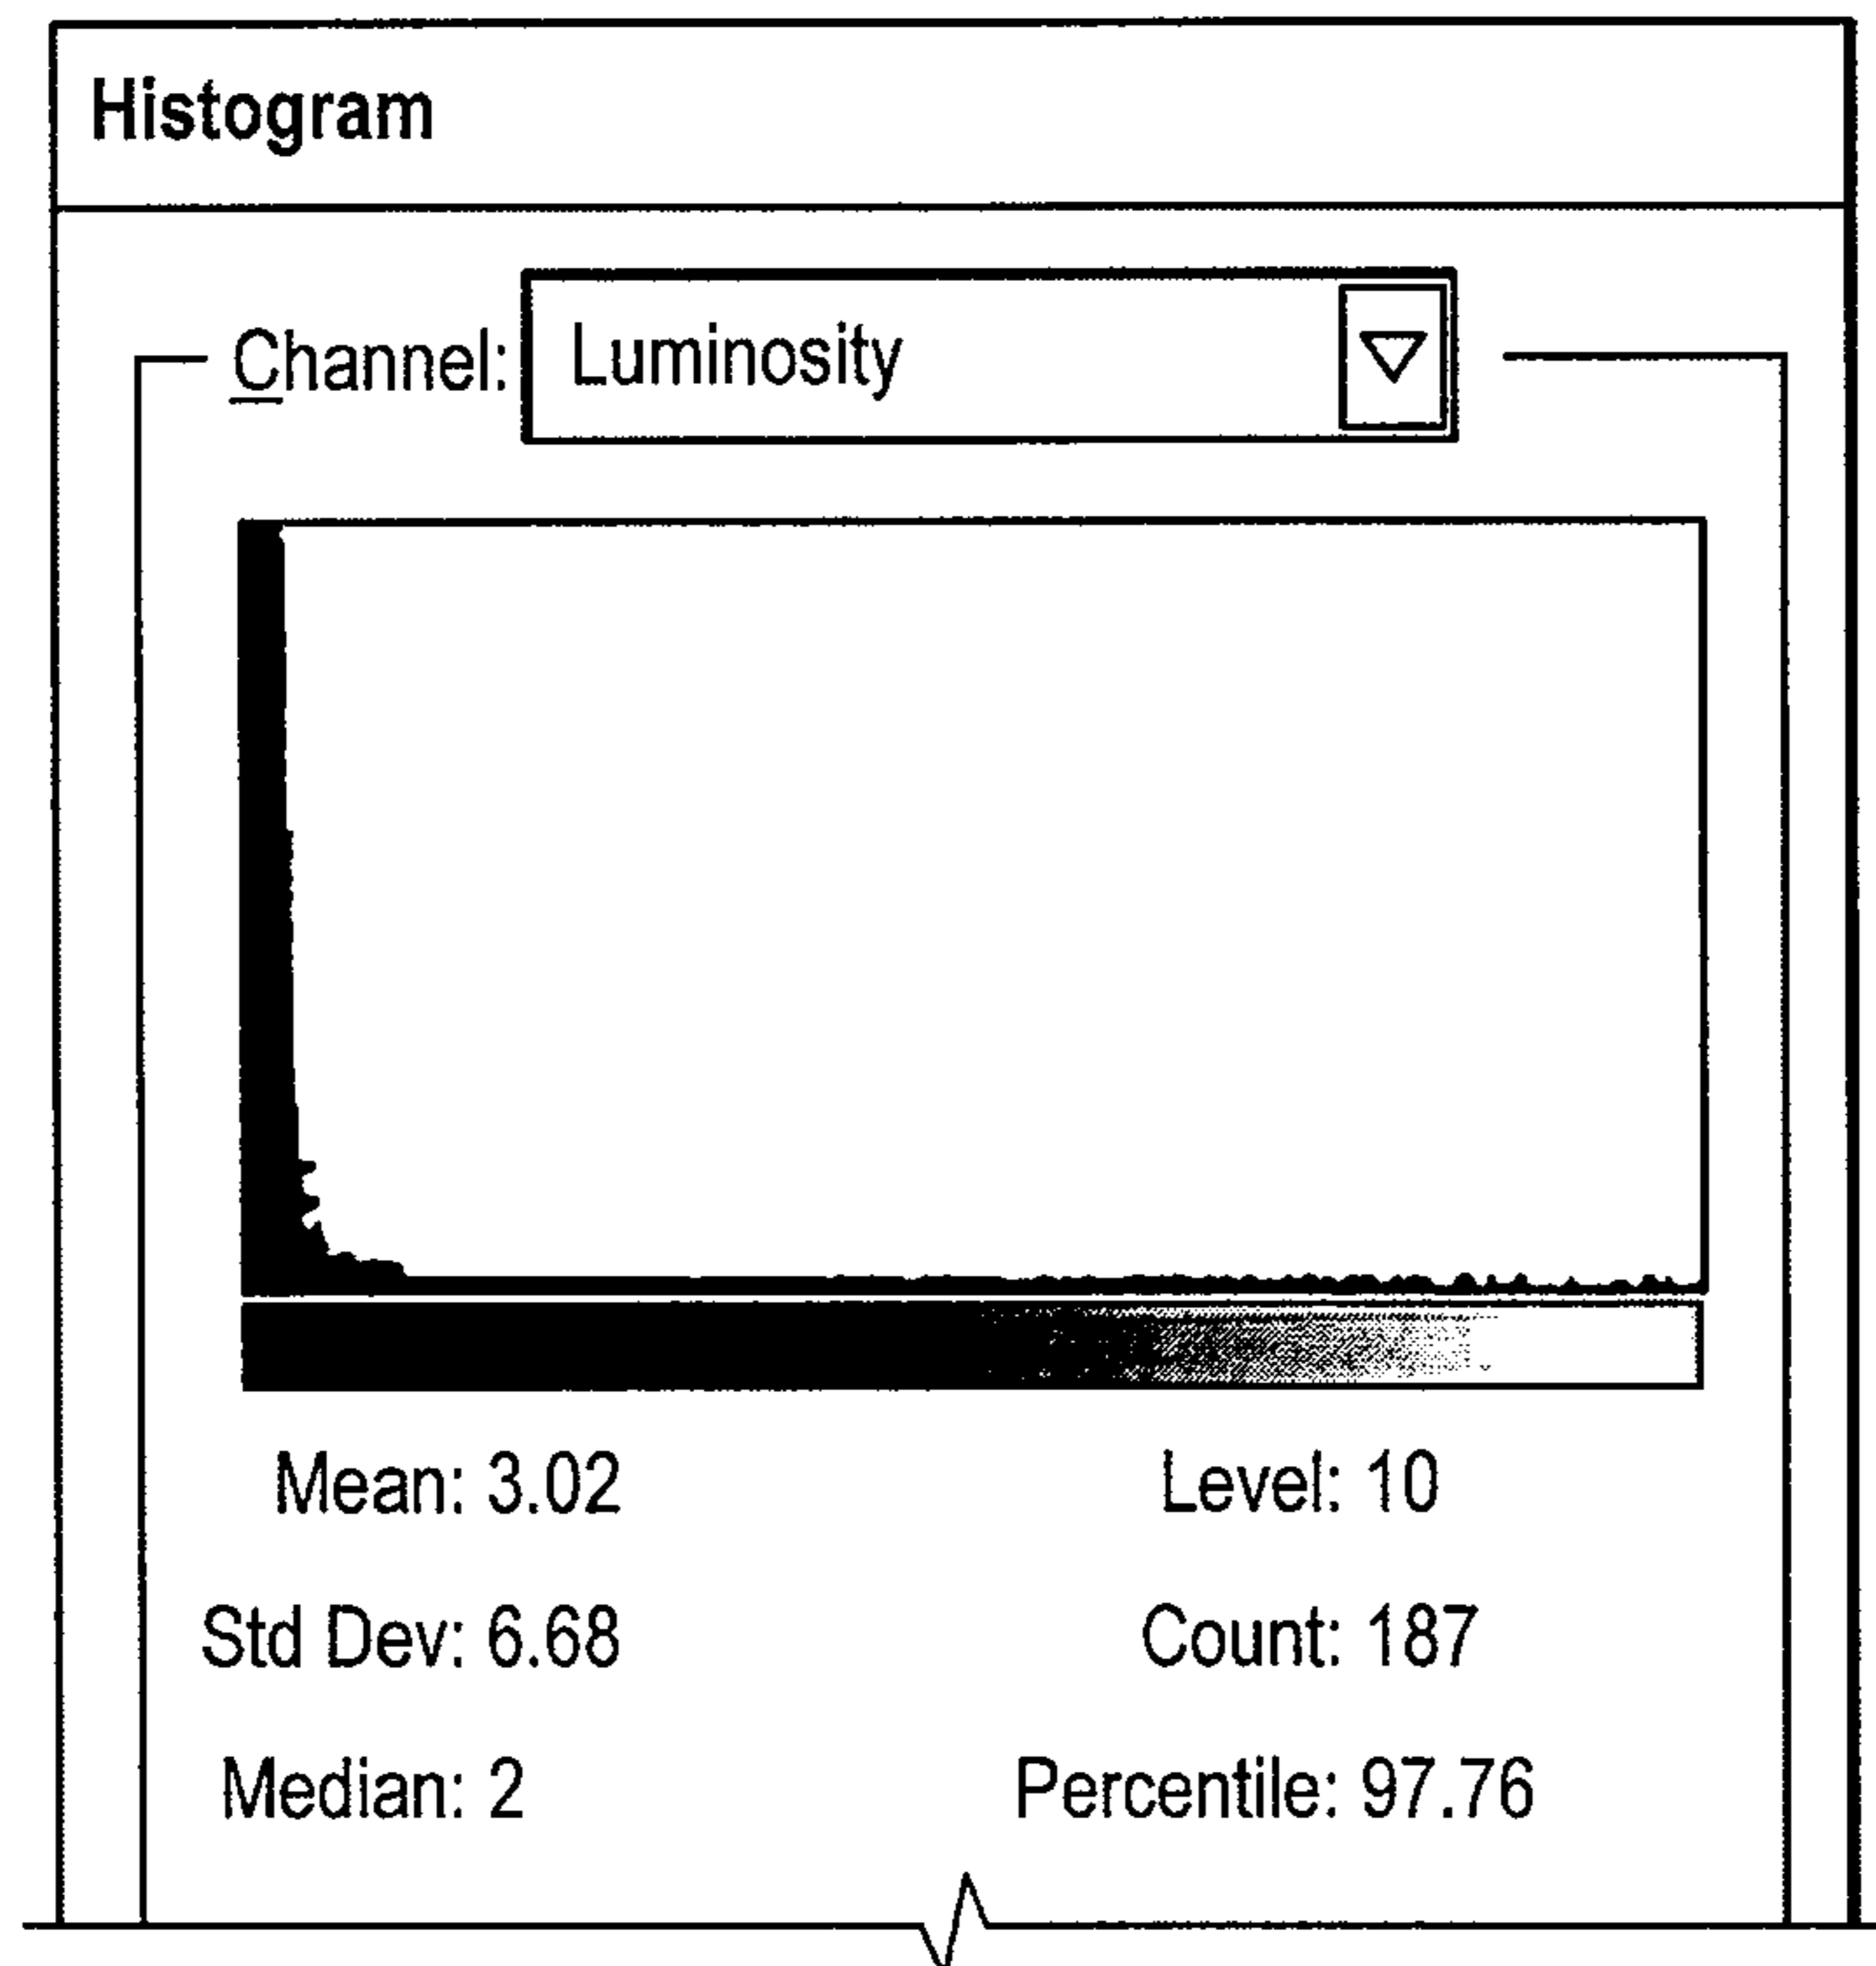 Histogram
Channel: Luminosity
Mean: 3.02 Level: 10
Std Dev: 6.68 Count: 187
Median: 2 Percentile: 97.76